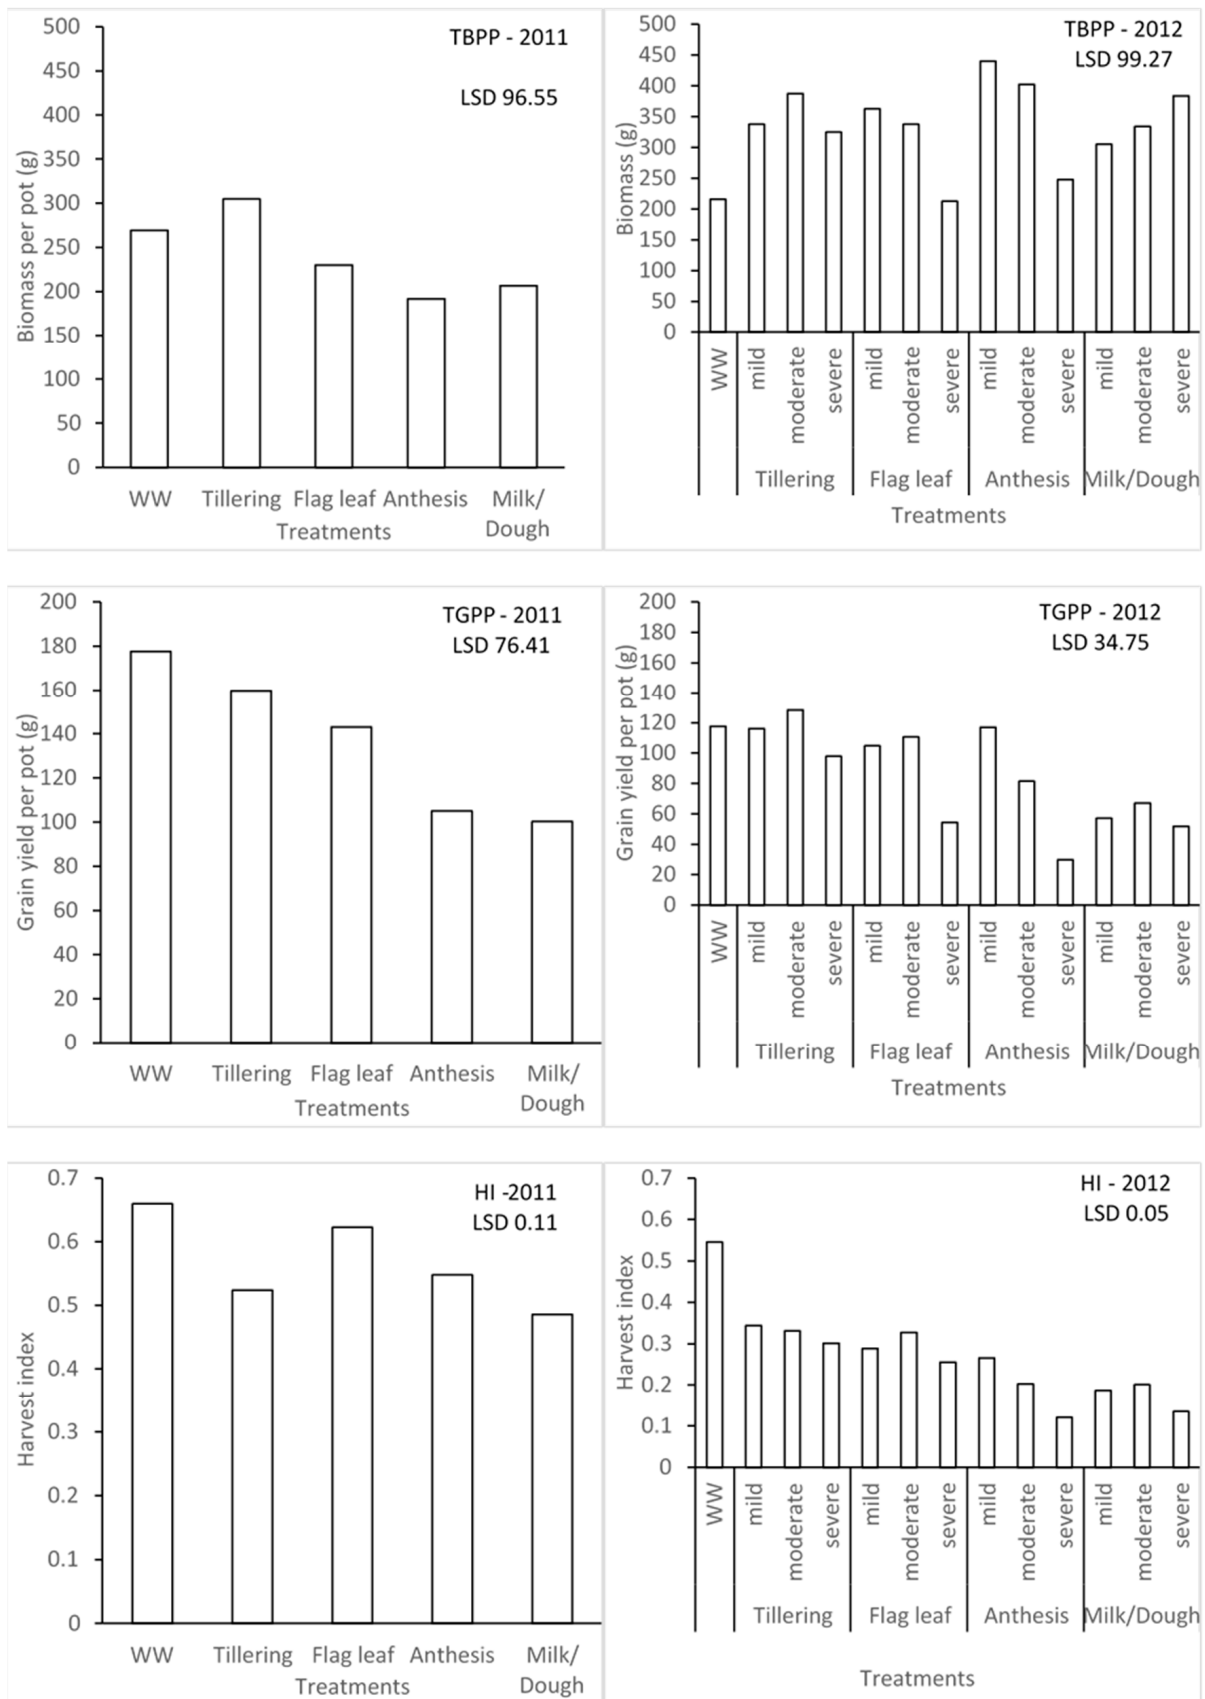 TBPP - 2011
LSD 96.55
Biomass per pot (g)
500
450
400
350
300
250
200
150
100
50
0
WW Tillering Flag leaf Anthesis Milk/
Dough
Treatments
TBPP - 2012
LSD 99.27
Biomass (g)
500
450
400
350
300
250
200
150
100
50
0
WW mild moderate severe mild moderate severe mild moderate severe mild moderate severe
Tillering Flag leaf Anthesis Milk/Dough
Treatments
TGPP - 2011
LSD 76.41
Grain yield per pot (g)
200
180
160
140
120
100
80
60
40
20
0
WW Tillering Flag leaf Anthesis Milk/
Dough
Treatments
TGPP - 2012
LSD 34.75
Grain yield per pot (g)
200
180
160
140
120
100
80
60
40
20
0
WW mild moderate severe mild moderate severe mild moderate severe mild moderate severe
Tillering Flag leaf Anthesis Milk/Dough
Treatments
HI -2011
LSD 0.11
Harvest index
0.7
0.6
0.5
0.4
0.3
0.2
0.1
0
WW Tillering Flag leaf Anthesis Milk/
Dough
Treatments
HI - 2012
LSD 0.05
Harvest index
0.7
0.6
0.5
0.4
0.3
0.2
0.1
0
WW mild moderate severe mild moderate severe mild moderate severe mild moderate severe
Tillering Flag leaf Anthesis Milk/Dough
Treatments